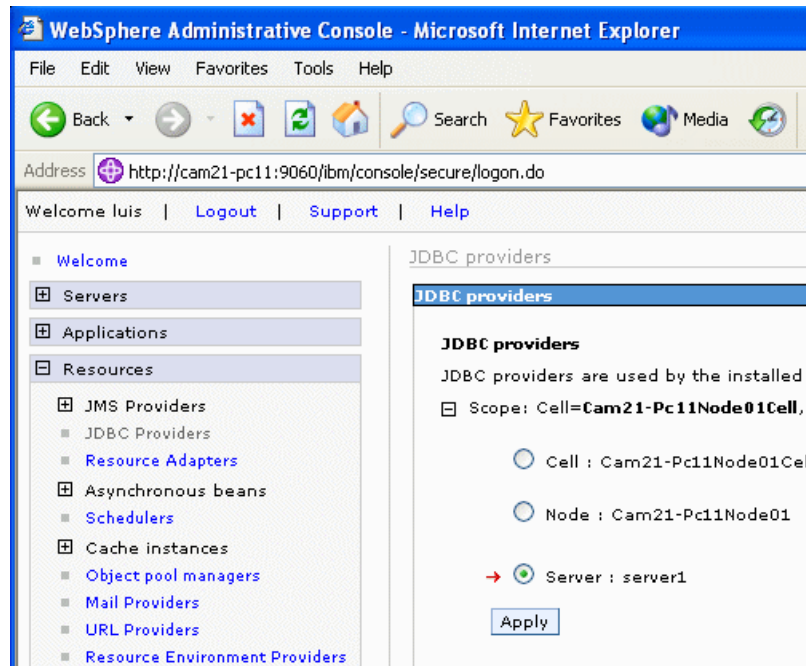 WebSphere Administrative Console - Microsoft Internet Explorer
File Edit View Favorites Tools Help
Back Search Favorites Media
Address http://cam21-pc11:9060/ibm/console/secure/logon.do
Welcome luis | Logout | Support | Help
Welcome
Servers
Applications
Resources
JMS Providers
JDBC Providers
Resource Adapters
Asynchronous beans
Schedulers
Cache instances
Object pool managers
Mail Providers
URL Providers
Resource Environment Providers
JDBC providers
JDBC providers
JDBC providers
JDBC providers are used by the installed
Scope: Cell=Cam21-Pc11Node01Cell,
Cell : Cam21-Pc11Node01Cel
Node : Cam21-Pc11Node01
Server : server1
Apply